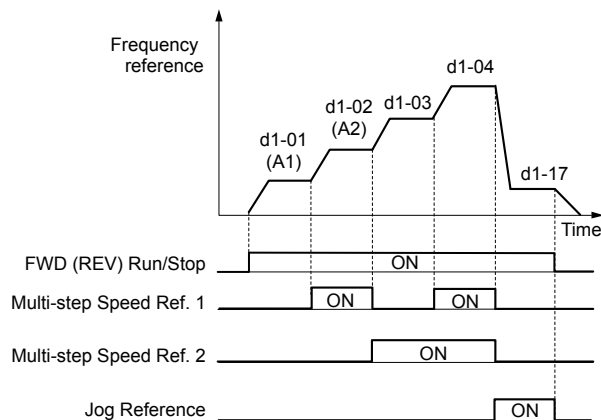 Frequency
reference
d1-01
(A1)
d1-02
(A2)
d1-03
d1-04
d1-17
Time
FWD (REV) Run/Stop
ON
Multi-step Speed Ref. 1
ON
ON
Multi-step Speed Ref. 2
ON
Jog Reference
ON